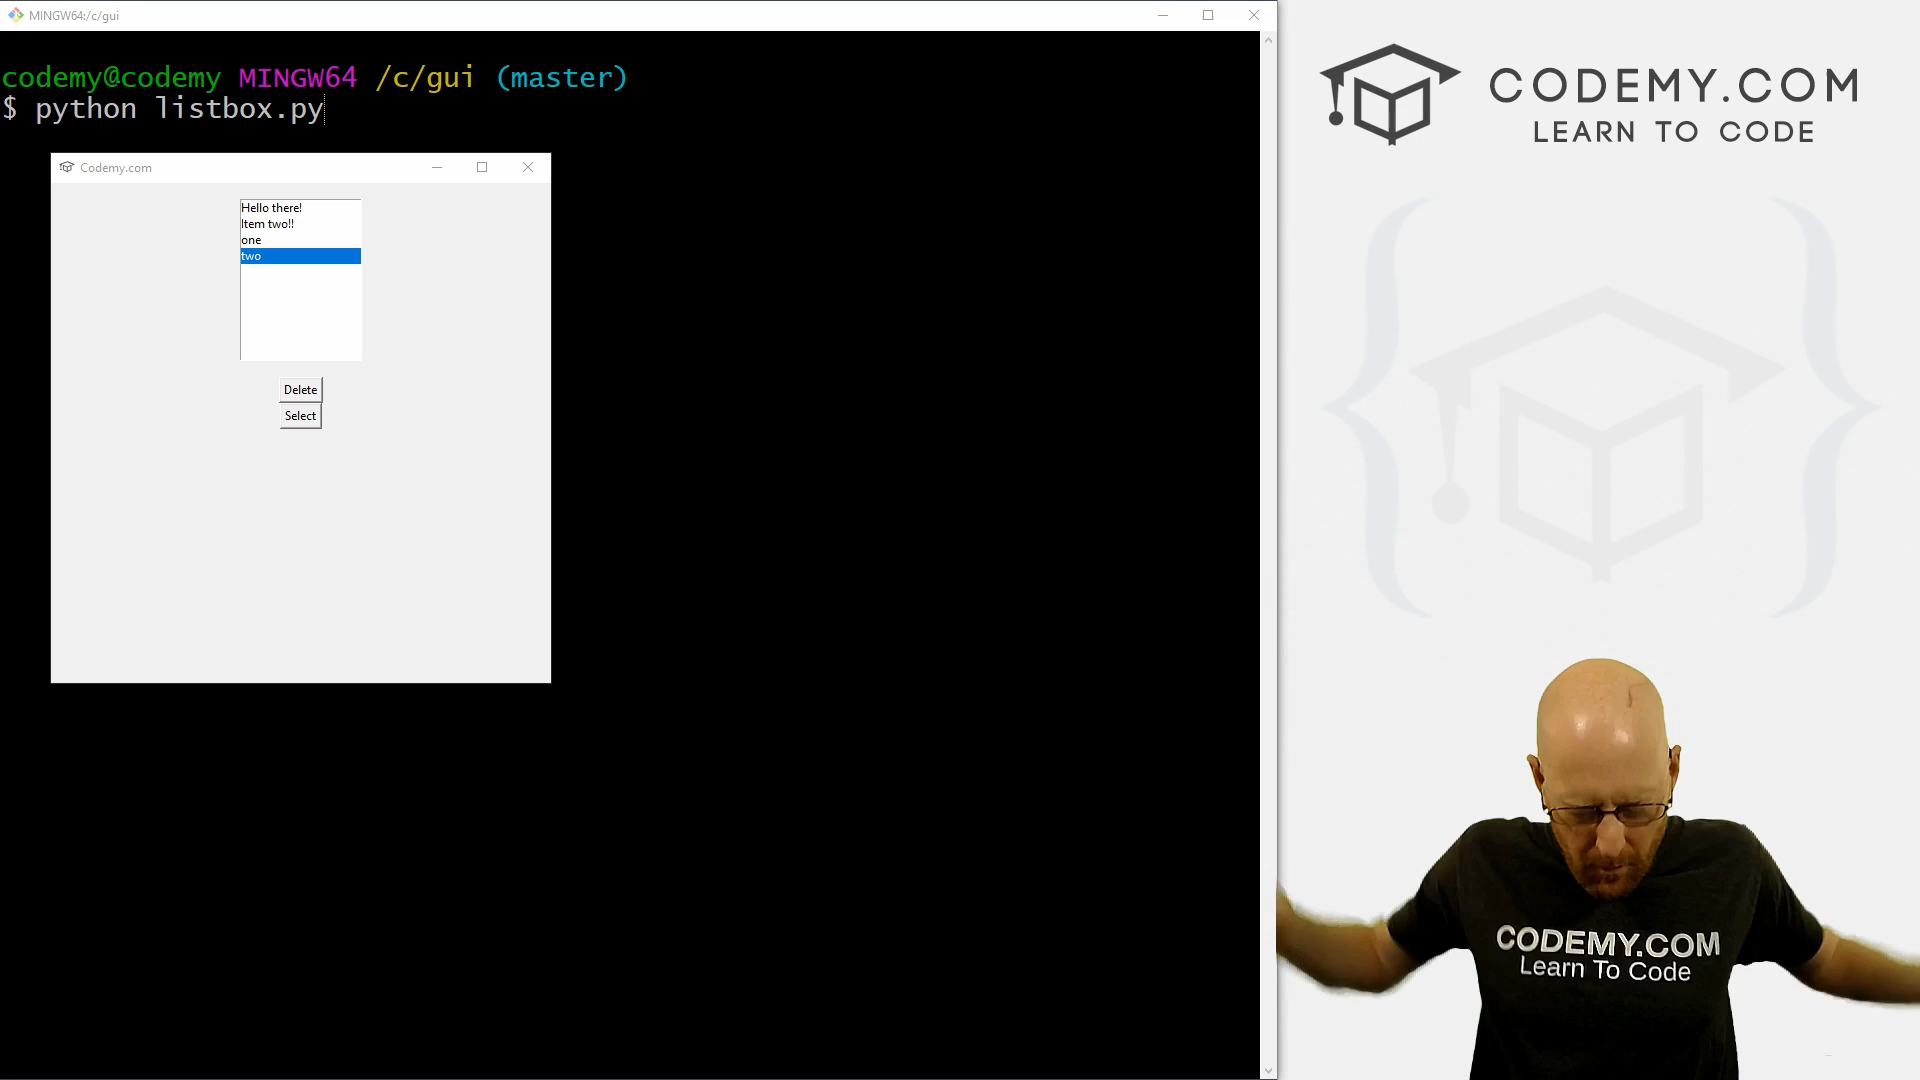 MINGW64:/c/gui
codemy@codemy MINGW64 /c/gui (master)
$ python listbox.py
Codemy.com
Hello there!
Item two!!
one
two
Delete
Select
CODEMY.COM
LEARN TO CODE
CODEMY.COM
Learn To Code